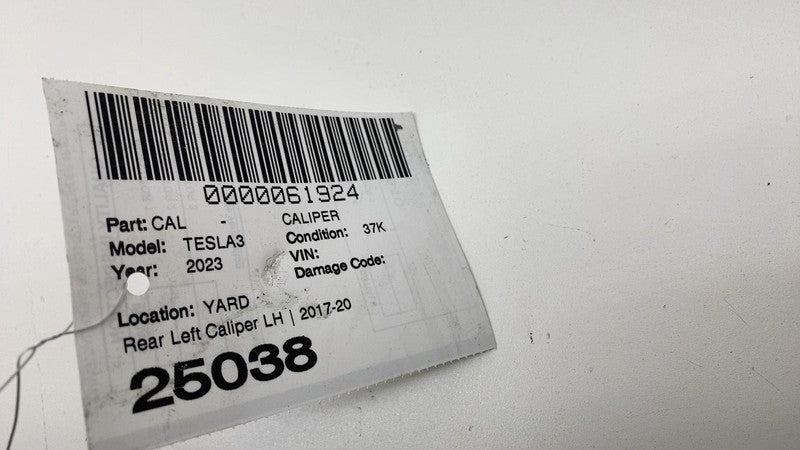 0000061924
Part: CAL - CALIPER
Model: TESLA3 Condition: 37K
Year: 2023 VIN:
Damage Code:
Location: YARD
Rear Left Caliper LH | 2017-20
25038